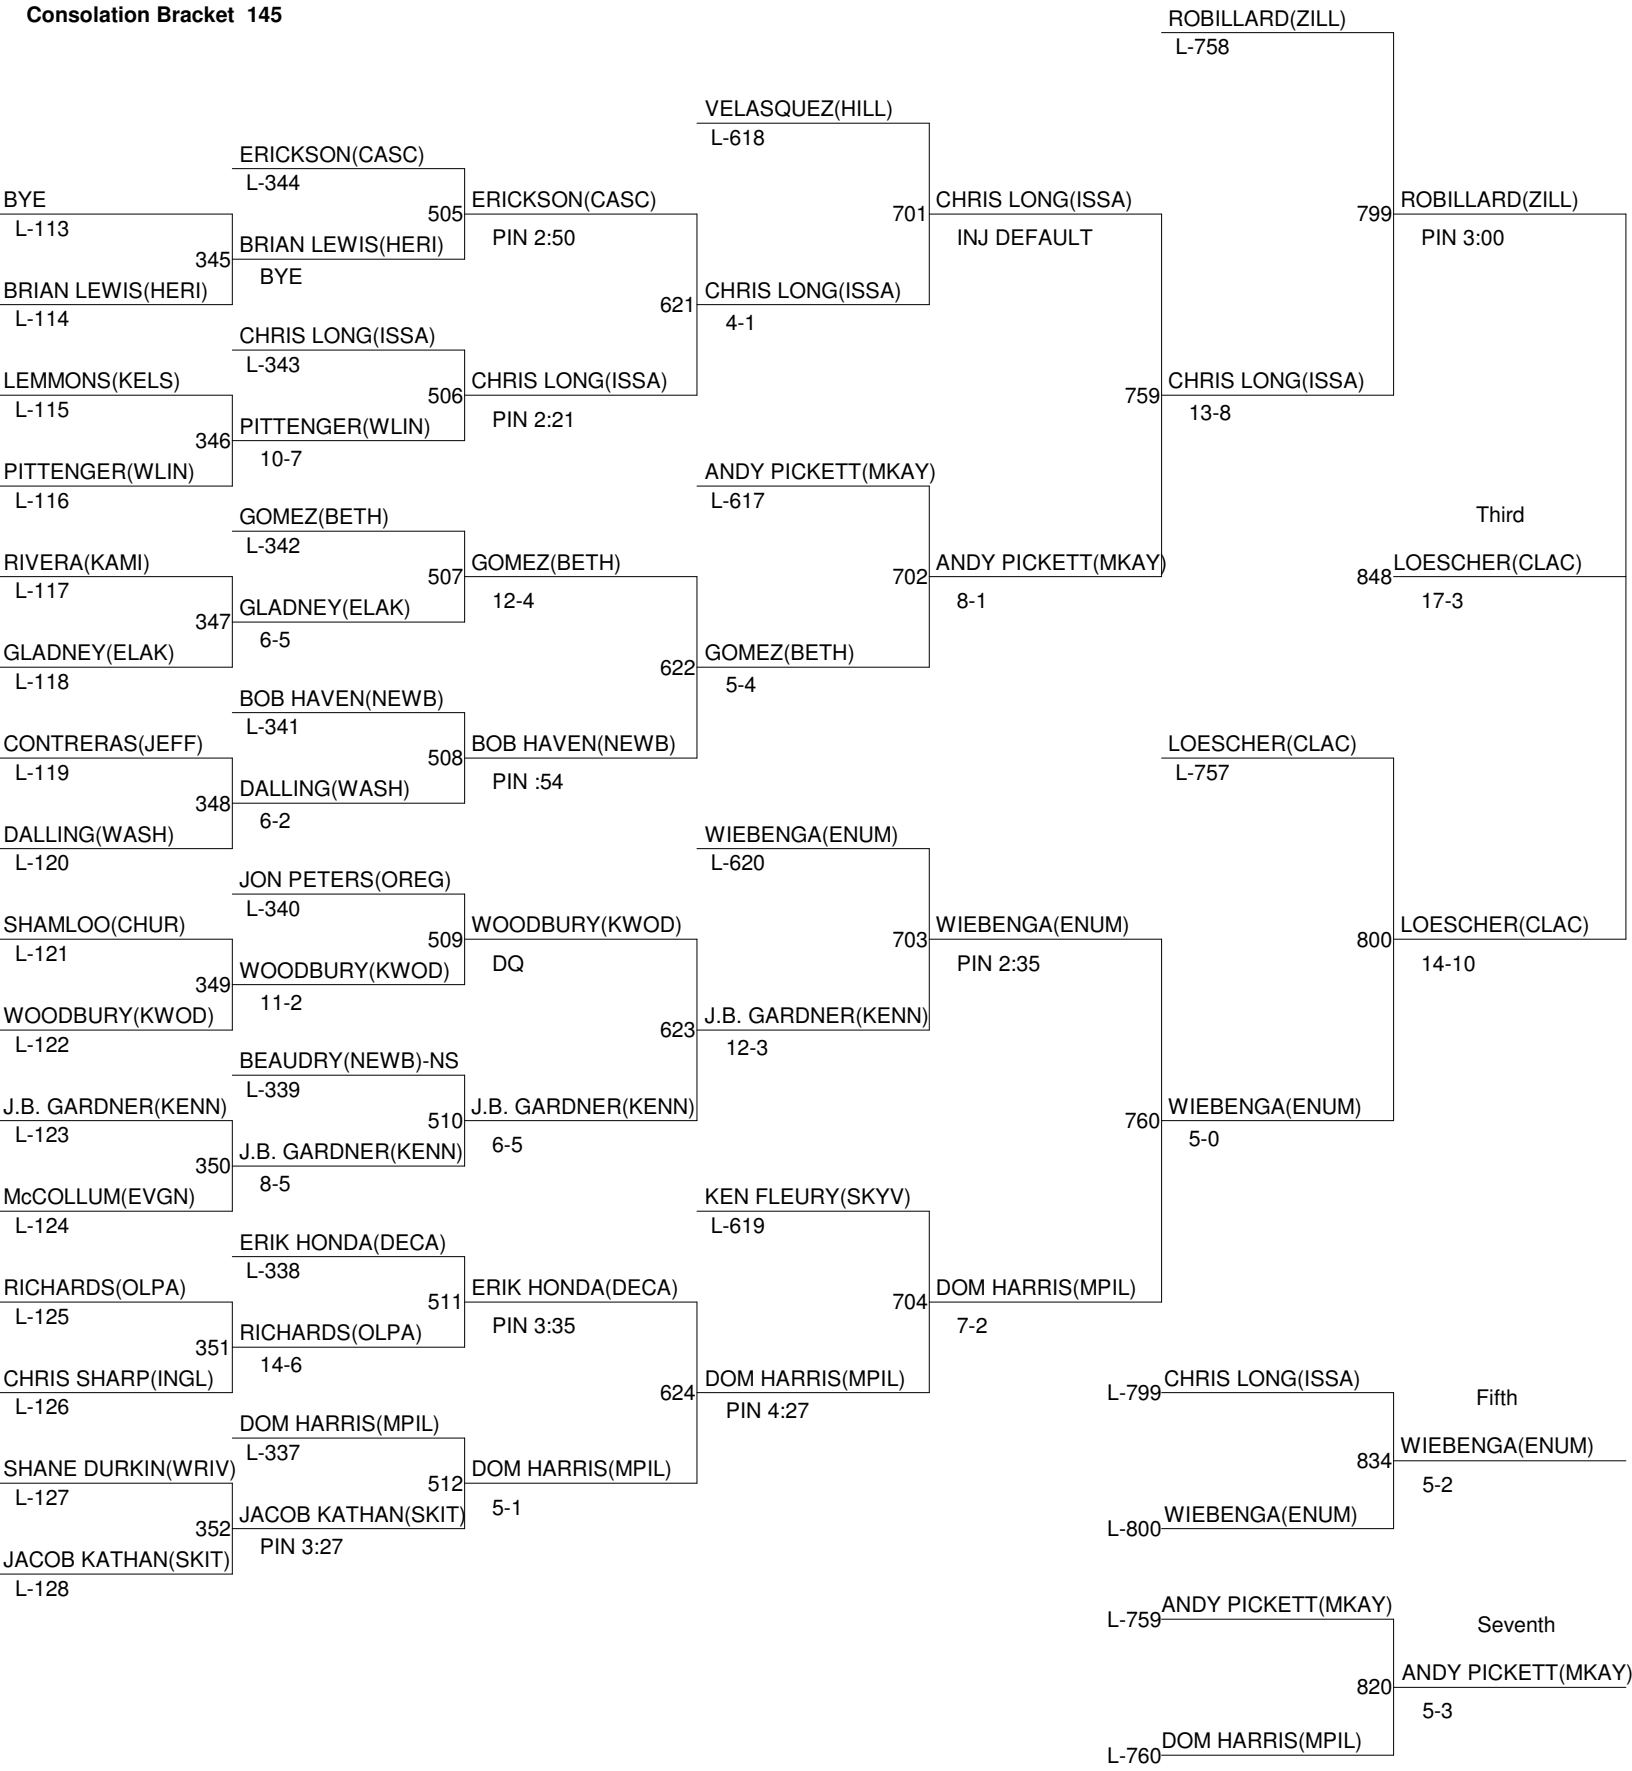 Consolation Bracket 145
BYE
L-113
BRIAN LEWIS(HERI)
L-114
LEMMONS(KELS)
L-115
PITTENGER(WLIN)
L-116
RIVERA(KAMI)
L-117
GLADNEY(ELAK)
L-118
CONTRERAS(JEFF)
L-119
DALLING(WASH)
L-120
SHAMLOO(CHUR)
L-121
WOODBURY(KWOD)
L-122
J.B. GARDNER(KENN)
L-123
McCOLLUM(EVGN)
L-124
RICHARDS(OLPA)
L-125
CHRIS SHARP(INGL)
L-126
SHANE DURKIN(WRIV)
L-127
JACOB KATHAN(SKIT)
L-128
ERICKSON(CASC)
L-344
345
BRIAN LEWIS(HERI)
BYE
CHRIS LONG(ISSA)
L-343
346
PITTENGER(WLIN)
10-7
GOMEZ(BETH)
L-342
347
GLADNEY(ELAK)
6-5
BOB HAVEN(NEWB)
L-341
348
DALLING(WASH)
6-2
JON PETERS(OREG)
L-340
349
WOODBURY(KWOD)
11-2
BEAUDRY(NEWB)-NS
L-339
350
J.B. GARDNER(KENN)
8-5
ERIK HONDA(DECA)
L-338
351
RICHARDS(OLPA)
14-6
DOM HARRIS(MPIL)
L-337
352
JACOB KATHAN(SKIT)
PIN 3:27
505
ERICKSON(CASC)
PIN 2:50
506
CHRIS LONG(ISSA)
PIN 2:21
507
GOMEZ(BETH)
12-4
508
BOB HAVEN(NEWB)
PIN :54
509
WOODBURY(KWOD)
DQ
510
J.B. GARDNER(KENN)
6-5
511
ERIK HONDA(DECA)
PIN 3:35
512
DOM HARRIS(MPIL)
5-1
VELASQUEZ(HILL)
L-618
621
CHRIS LONG(ISSA)
4-1
ANDY PICKETT(MKAY)
L-617
622
GOMEZ(BETH)
5-4
WIEBENGA(ENUM)
L-620
623
J.B. GARDNER(KENN)
12-3
KEN FLEURY(SKYV)
L-619
624
DOM HARRIS(MPIL)
PIN 4:27
701
CHRIS LONG(ISSA)
INJ DEFAULT
702
ANDY PICKETT(MKAY)
8-1
703
WIEBENGA(ENUM)
PIN 2:35
704
DOM HARRIS(MPIL)
7-2
ROBILLARD(ZILL)
L-758
759
CHRIS LONG(ISSA)
13-8
LOESCHER(CLAC)
L-757
760
WIEBENGA(ENUM)
5-0
799
ROBILLARD(ZILL)
PIN 3:00
Third
848
LOESCHER(CLAC)
17-3
800
LOESCHER(CLAC)
14-10
L-799
CHRIS LONG(ISSA)
Fifth
834
WIEBENGA(ENUM)
5-2
L-800
WIEBENGA(ENUM)
L-759
ANDY PICKETT(MKAY)
Seventh
820
ANDY PICKETT(MKAY)
5-3
L-760
DOM HARRIS(MPIL)